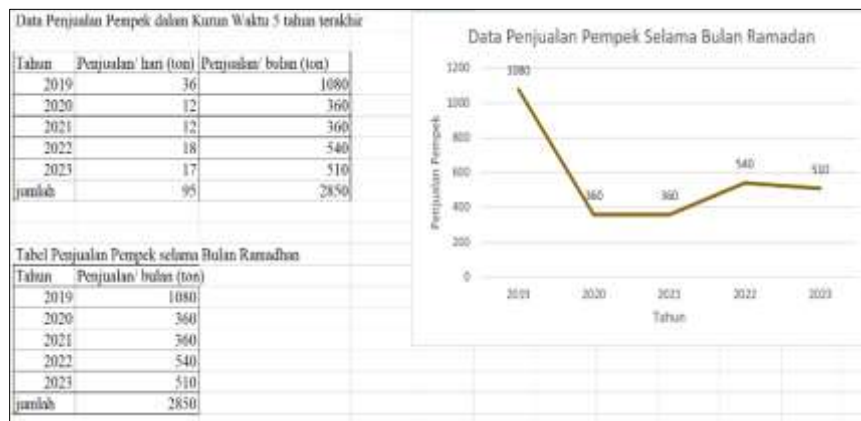 Data Penjualan Pempek dalam Kurun Waktu 5 tahun terakhir
Tahun Penjualan/ hari (ton) Penjualan/ bulan (ton)
2019 36 1080
2020 12 360
2021 12 360
2022 18 540
2023 17 510
jumlah 95 2850
Tabel Penjualan Pempek selama Bulan Ramadhan
Tahun Penjualan/ bulan (ton)
2019 1080
2020 360
2021 360
2022 540
2023 510
jumlah 2850
Data Penjualan Pempek Selama Bulan Ramadan
Penjualan Pempek
1200
1000
800
600
400
200
0
1080
360
360
540
510
2019 2020 2021 2022 2023
Tahun